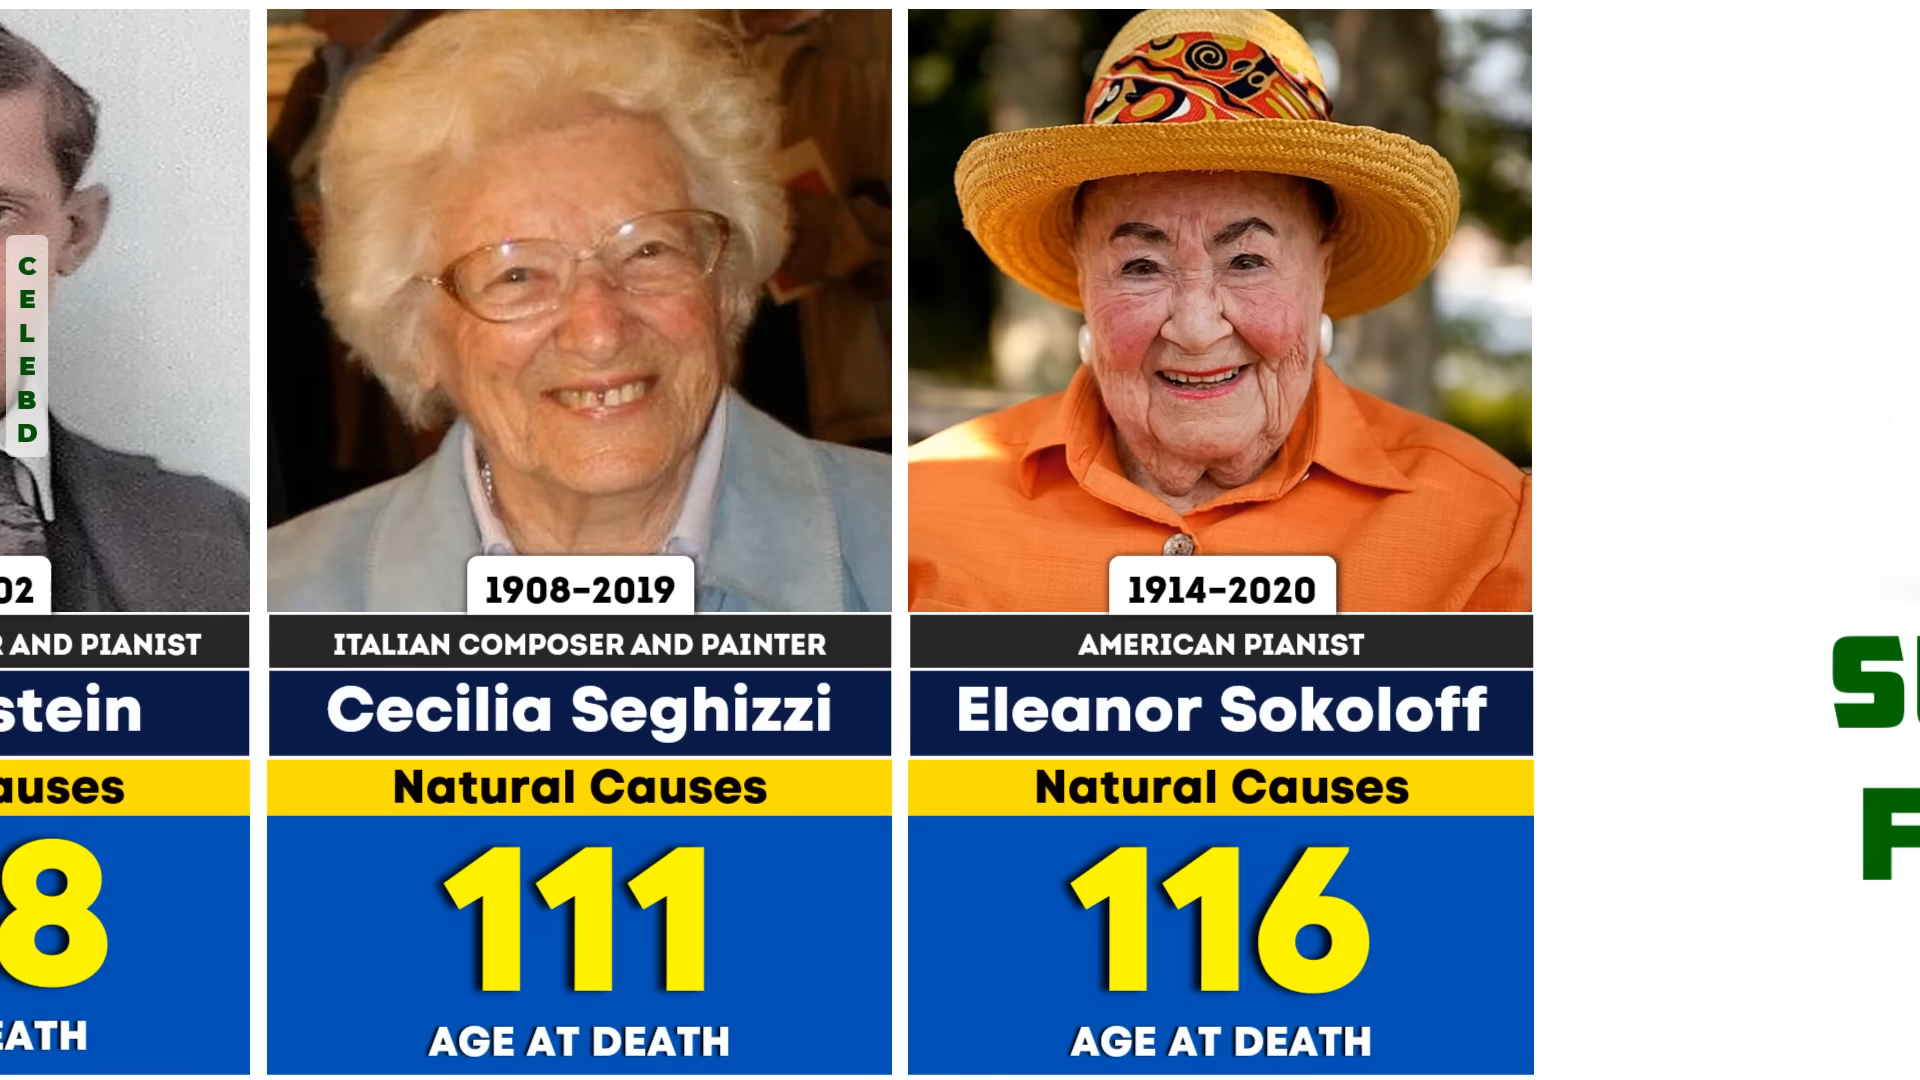 CELEBD
02
R AND PIANIST
stein
auses
8
EATH
1908-2019
ITALIAN COMPOSER AND PAINTER
Cecilia Seghizzi
Natural Causes
111
AGE AT DEATH
1914-2020
AMERICAN PIANIST
Eleanor Sokoloff
Natural Causes
116
AGE AT DEATH
S
F